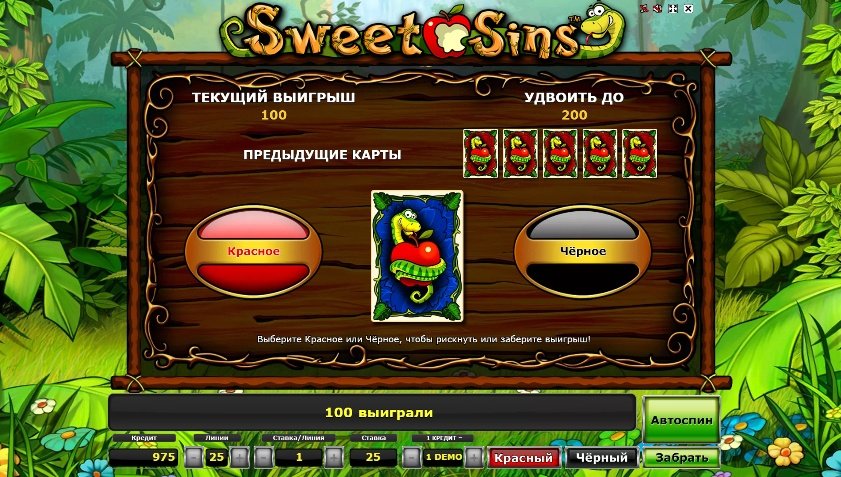 Sweet Sins™
ТЕКУЩИЙ ВЫИГРЫШ
УДВОИТЬ ДО
100
200
ПРЕДЫДУЩИЕ КАРТЫ
Красное
Чёрное
Выберите Красное или Чёрное, чтобы рискнуть или заберите выигрыш!
100 выиграли
Автоспин
Кредит Линии Ставка/Линия Ставка 1 КРЕДИТ =
975 - 25 + - 1 + 25 - 1 DEMO + Красный Чёрный Забрать